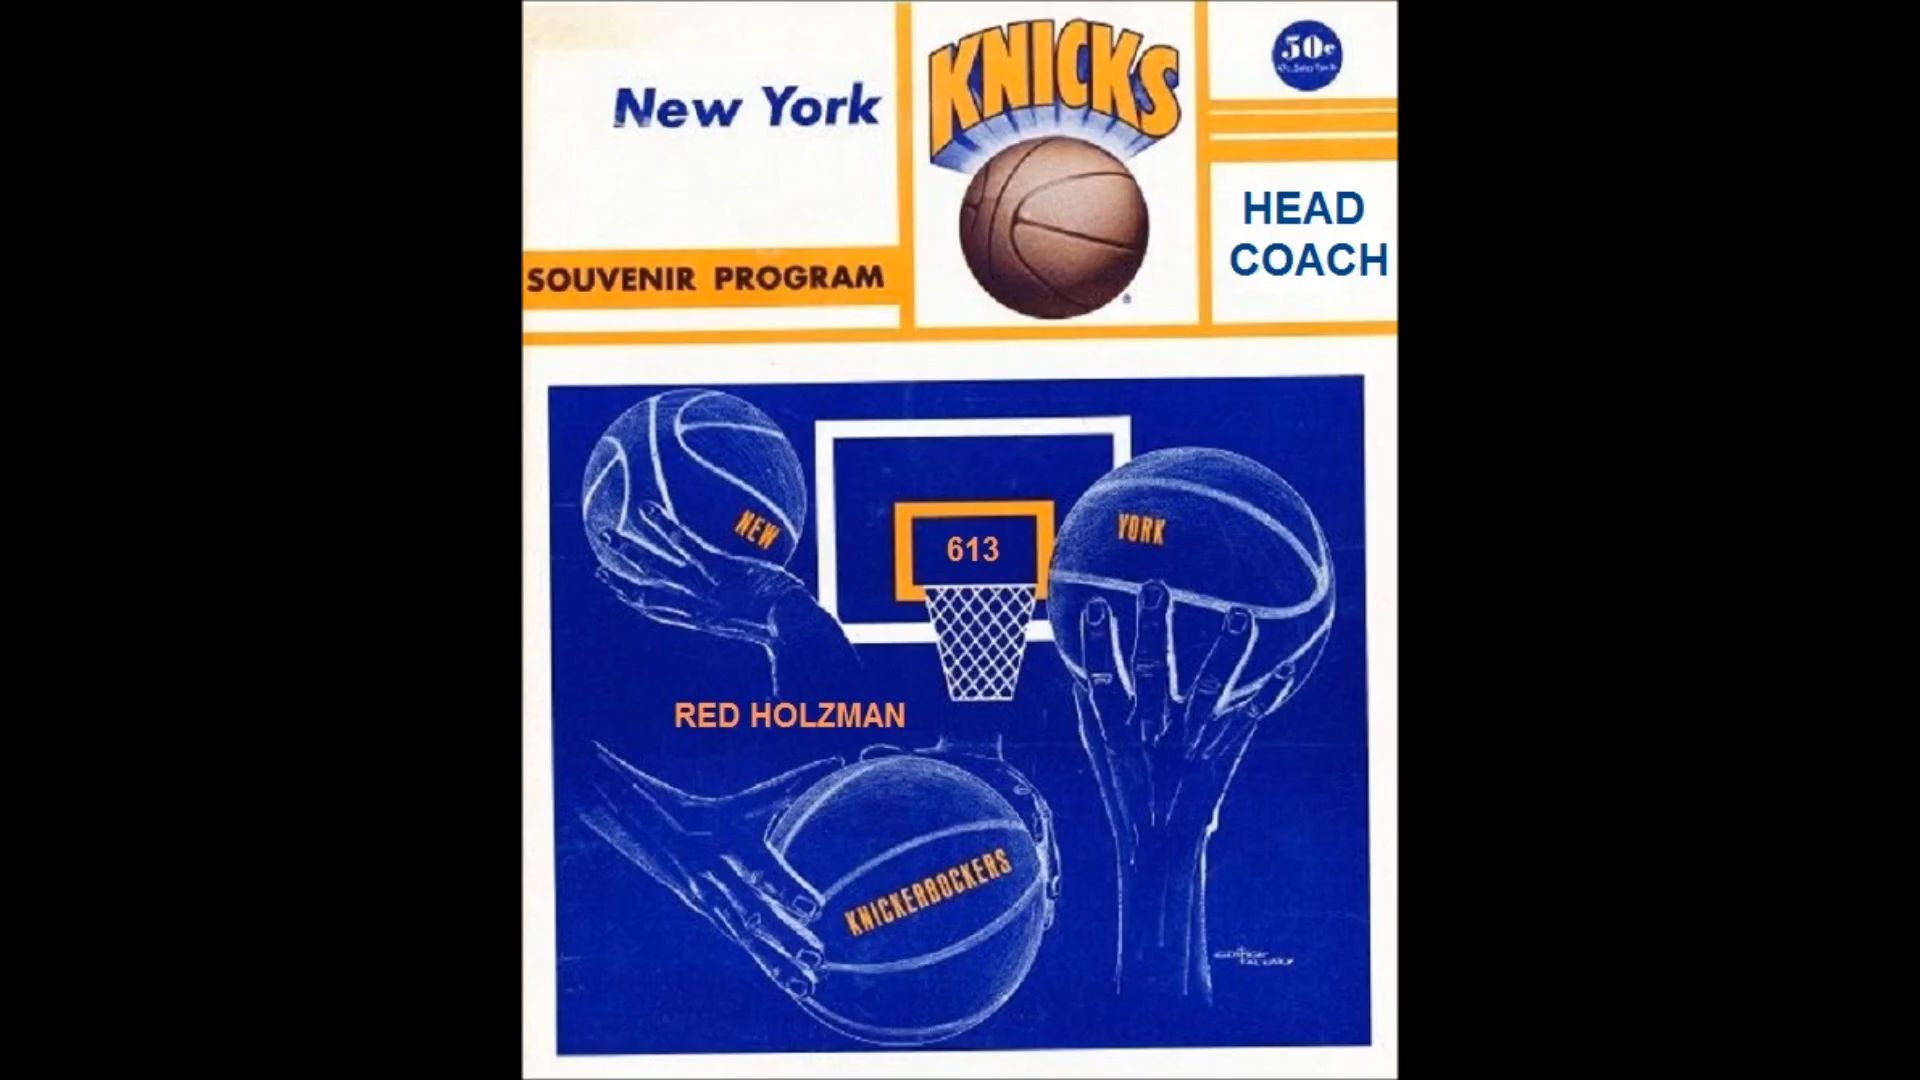 New York
KNICKS
50¢
HEAD
COACH
SOUVENIR PROGRAM
NEW
613
YORK
RED HOLZMAN
KNICKERBOCKERS